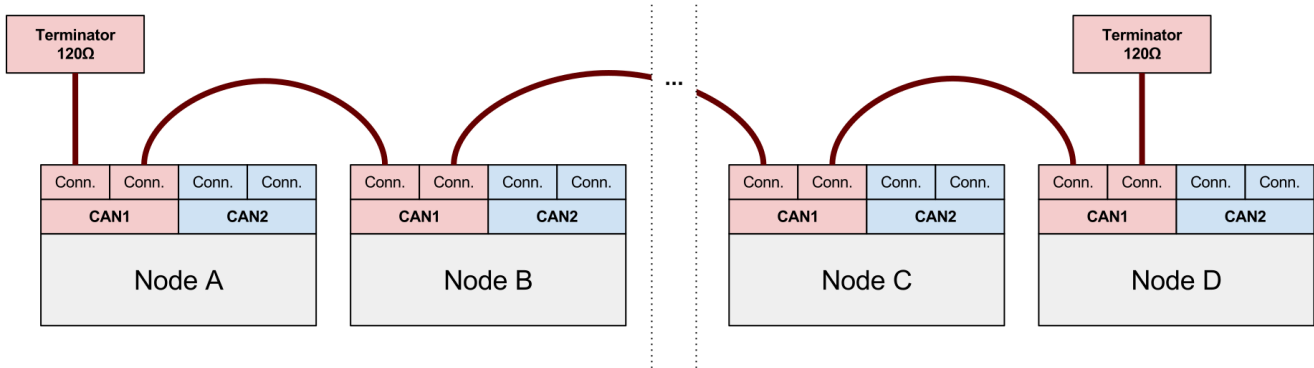 Terminator
120Ω
Terminator
120Ω
...
Conn. Conn. Conn. Conn.
Conn. Conn. Conn. Conn.
Conn. Conn. Conn. Conn.
Conn. Conn. Conn. Conn.
CAN1 CAN2
CAN1 CAN2
CAN1 CAN2
CAN1 CAN2
Node A
Node B
Node C
Node D